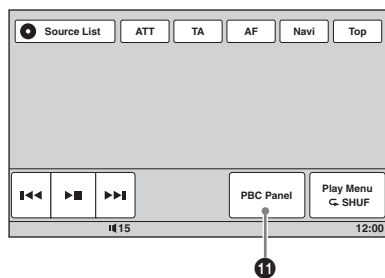 Source List ATT TA AF Navi Top
PBC Panel
Play Menu
SHUF
15 12:00
11